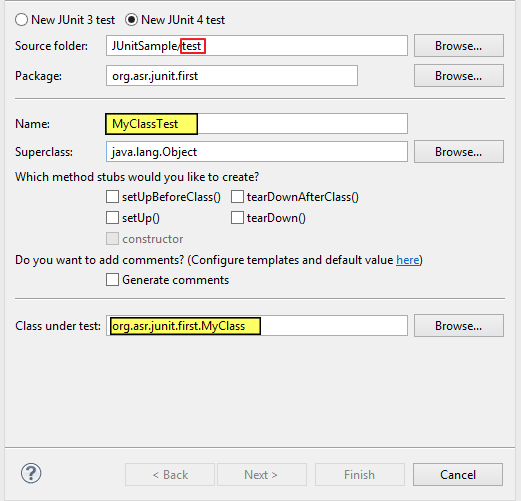 New JUnit 3 test New JUnit 4 test
Source folder: JUnitSample/test Browse...
Package: org.asr.junit.first Browse...
Name: MyClassTest
Superclass: java.lang.Object Browse...
Which method stubs would you like to create?
setUpBeforeClass() tearDownAfterClass()
setUp() tearDown()
constructor
Do you want to add comments? (Configure templates and default value here)
Generate comments
Class under test: org.asr.junit.first.MyClass Browse...
? < Back Next > Finish Cancel